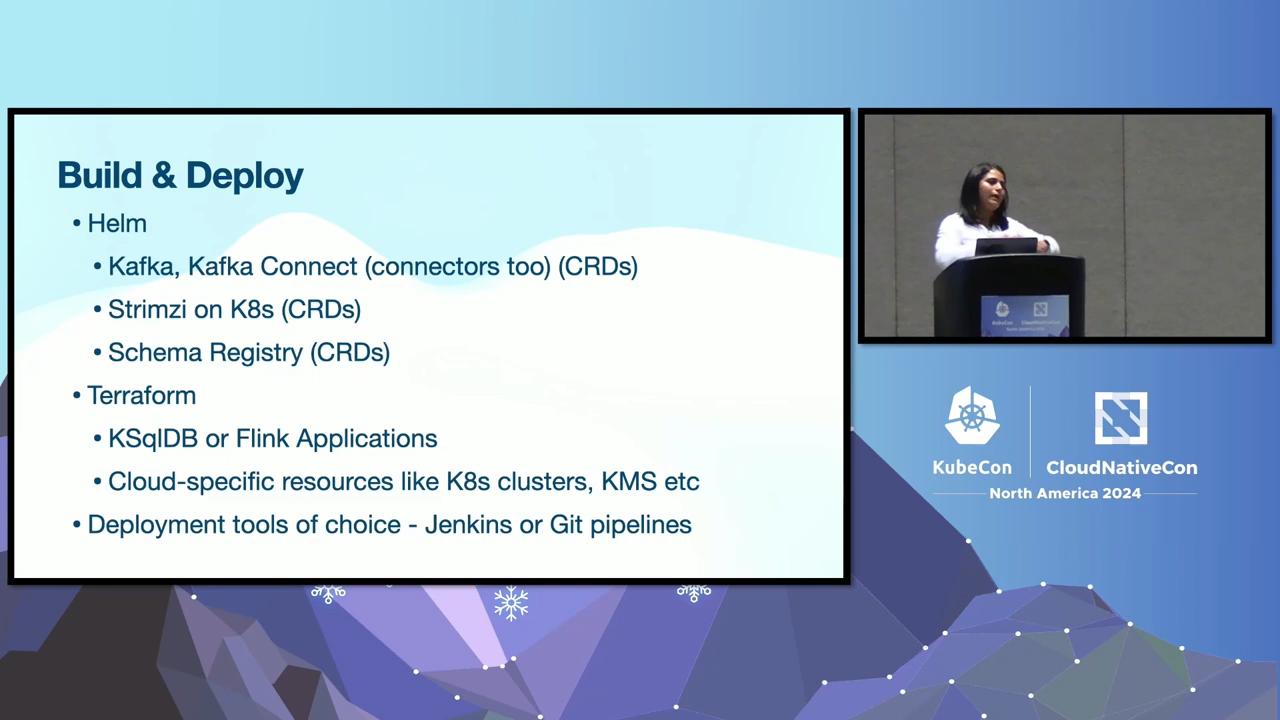 Build & Deploy
• Helm
• Kafka, Kafka Connect (connectors too) (CRDs)
• Strimzi on K8s (CRDs)
• Schema Registry (CRDs)
• Terraform
• KSqlDB or Flink Applications
• Cloud-specific resources like K8s clusters, KMS etc
• Deployment tools of choice - Jenkins or Git pipelines
KubeCon CloudNativeCon
KubeCon
CloudNativeCon
North America 2024